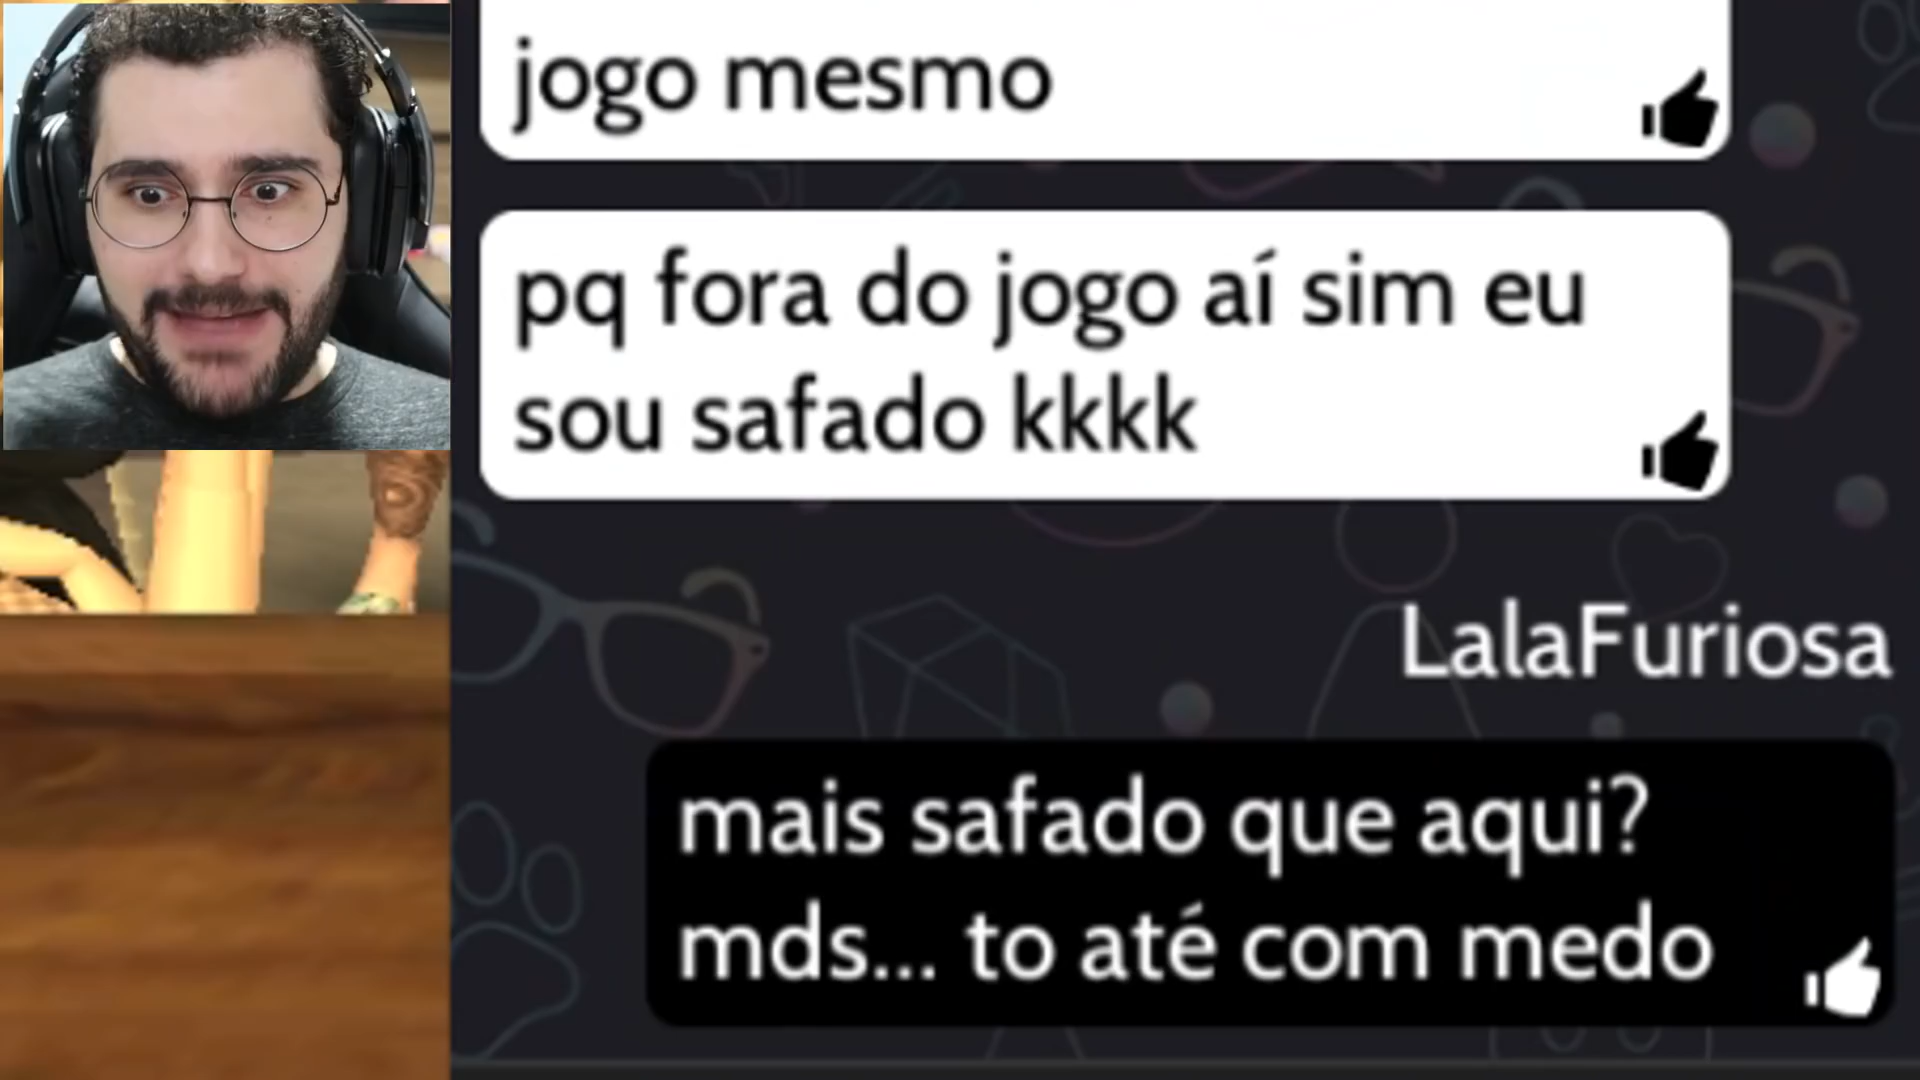 jogo mesmo
pq fora do jogo aí sim eu
sou safado kkkk
LalaFuriosa
mais safado que aqui?
mds... to até com medo